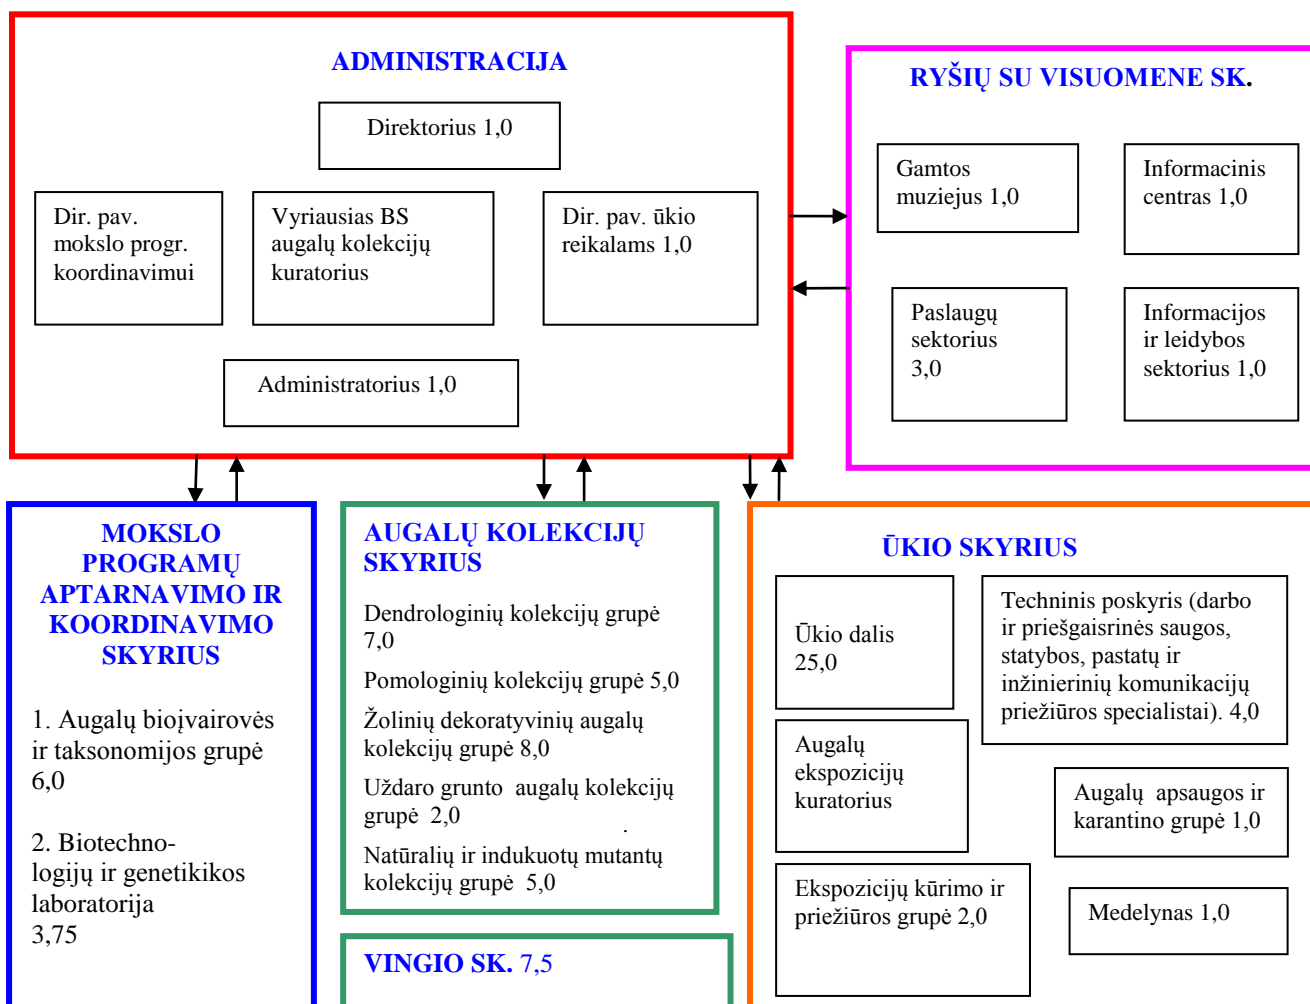 ADMINISTRACIJA
Direktorius 1,0
Dir. pav.
mokslo progr.
koordinavimui
Vyriausias BS
augalų kolekcijų
kuratorius
Dir. pav. ūkio
reikalams 1,0
Administratorius 1,0
RYŠIŲ SU VISUOMENE SK.
Gamtos
muziejus 1,0
Informacinis
centras 1,0
Paslaugų
sektorius
3,0
Informacijos
ir leidybos
sektorius 1,0
MOKSLO
PROGRAMŲ
APTARNAVIMO IR
KOORDINAVIMO
SKYRIUS
1. Augalų bioįvairovės
ir taksonomijos grupė
6,0
2. Biotechno-
logijų ir genetikikos
laboratorija
3,75
AUGALŲ KOLEKCIJŲ
SKYRIUS
Dendrologinių kolekcijų grupė
7,0
Pomologinių kolekcijų grupė 5,0
Žolinių dekoratyvinių augalų
kolekcijų grupė 8,0
Uždaro grunto augalų kolekcijų
grupė 2,0
.
Natūralių ir indukuotų mutantų
kolekcijų grupė 5,0
VINGIO SK. 7,5
ŪKIO SKYRIUS
Ūkio dalis
25,0
Techninis poskyris (darbo
ir priešgaisrinės saugos,
statybos, pastatų ir
inžinierinių komunikacijų
priežiūros specialistai). 4,0
Augalų
ekspozicijų
kuratorius
Augalų apsaugos ir
karantino grupė 1,0
Ekspozicijų kūrimo ir
priežiūros grupė 2,0
Medelynas 1,0